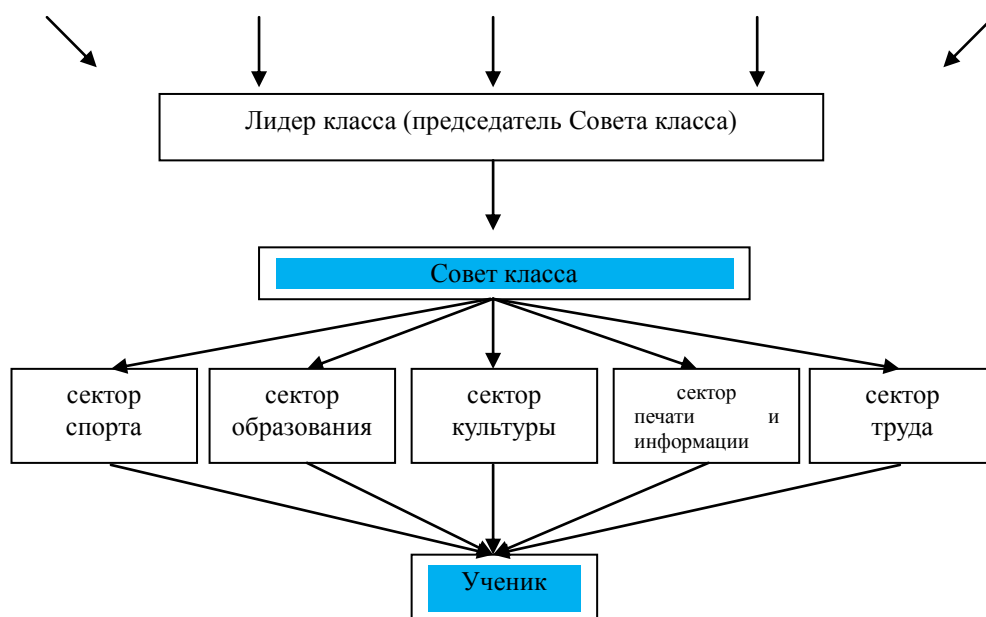 Лидер класса (председатель Совета класса)
Совет класса
сектор
спорта
сектор
образования
сектор
культуры
сектор
печати и
информации
сектор
труда
Ученик